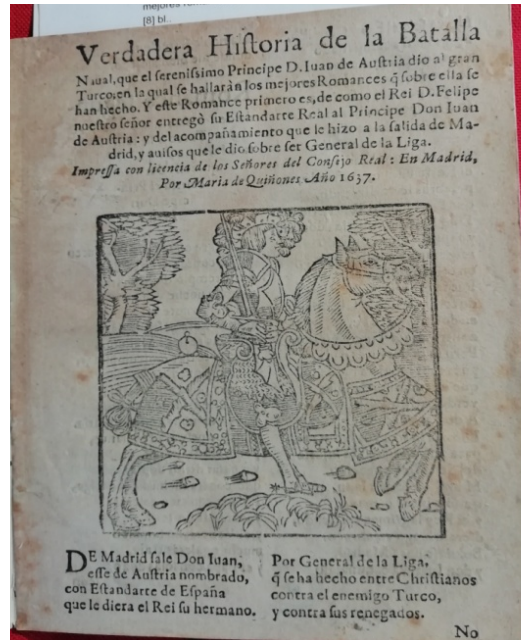 mejores
[8] bl..
Verdadera Hiſtoria de la Batalla
Naual, que el sereniſsimo Principe D. Iuan de Auſtria dio al gran
Turco: en la qual ſe hallaràn los mejores Romances q̃ ſobre ella ſe
han hecho. Y eſte Romance primero es, de como el Rei D. Felipe
nueſtrò ſeñor entregò ſu Eſtandarte Real al Principe Don Iuan
de Auſtria: y del acompañamiento que le hizo a la ſalida de Ma-
drid, y auiſos que le dio ſobre ſer General de la Liga.
Impreſſa con licencia de los Señores del Conſejo Real: En Madrid,
Por Maria de Quiñones. Año 1637.
DE Madrid ſale Don Iuan,
eſſe de Auſtria nombrado,
con Eſtandarte de Eſpaña
que le diera el Rei ſu hermano.
Por General de la Liga,
q̃ ſe ha hecho entre Chriſtianos
contra el enemigo Turco,
y contra ſus renegados.
No